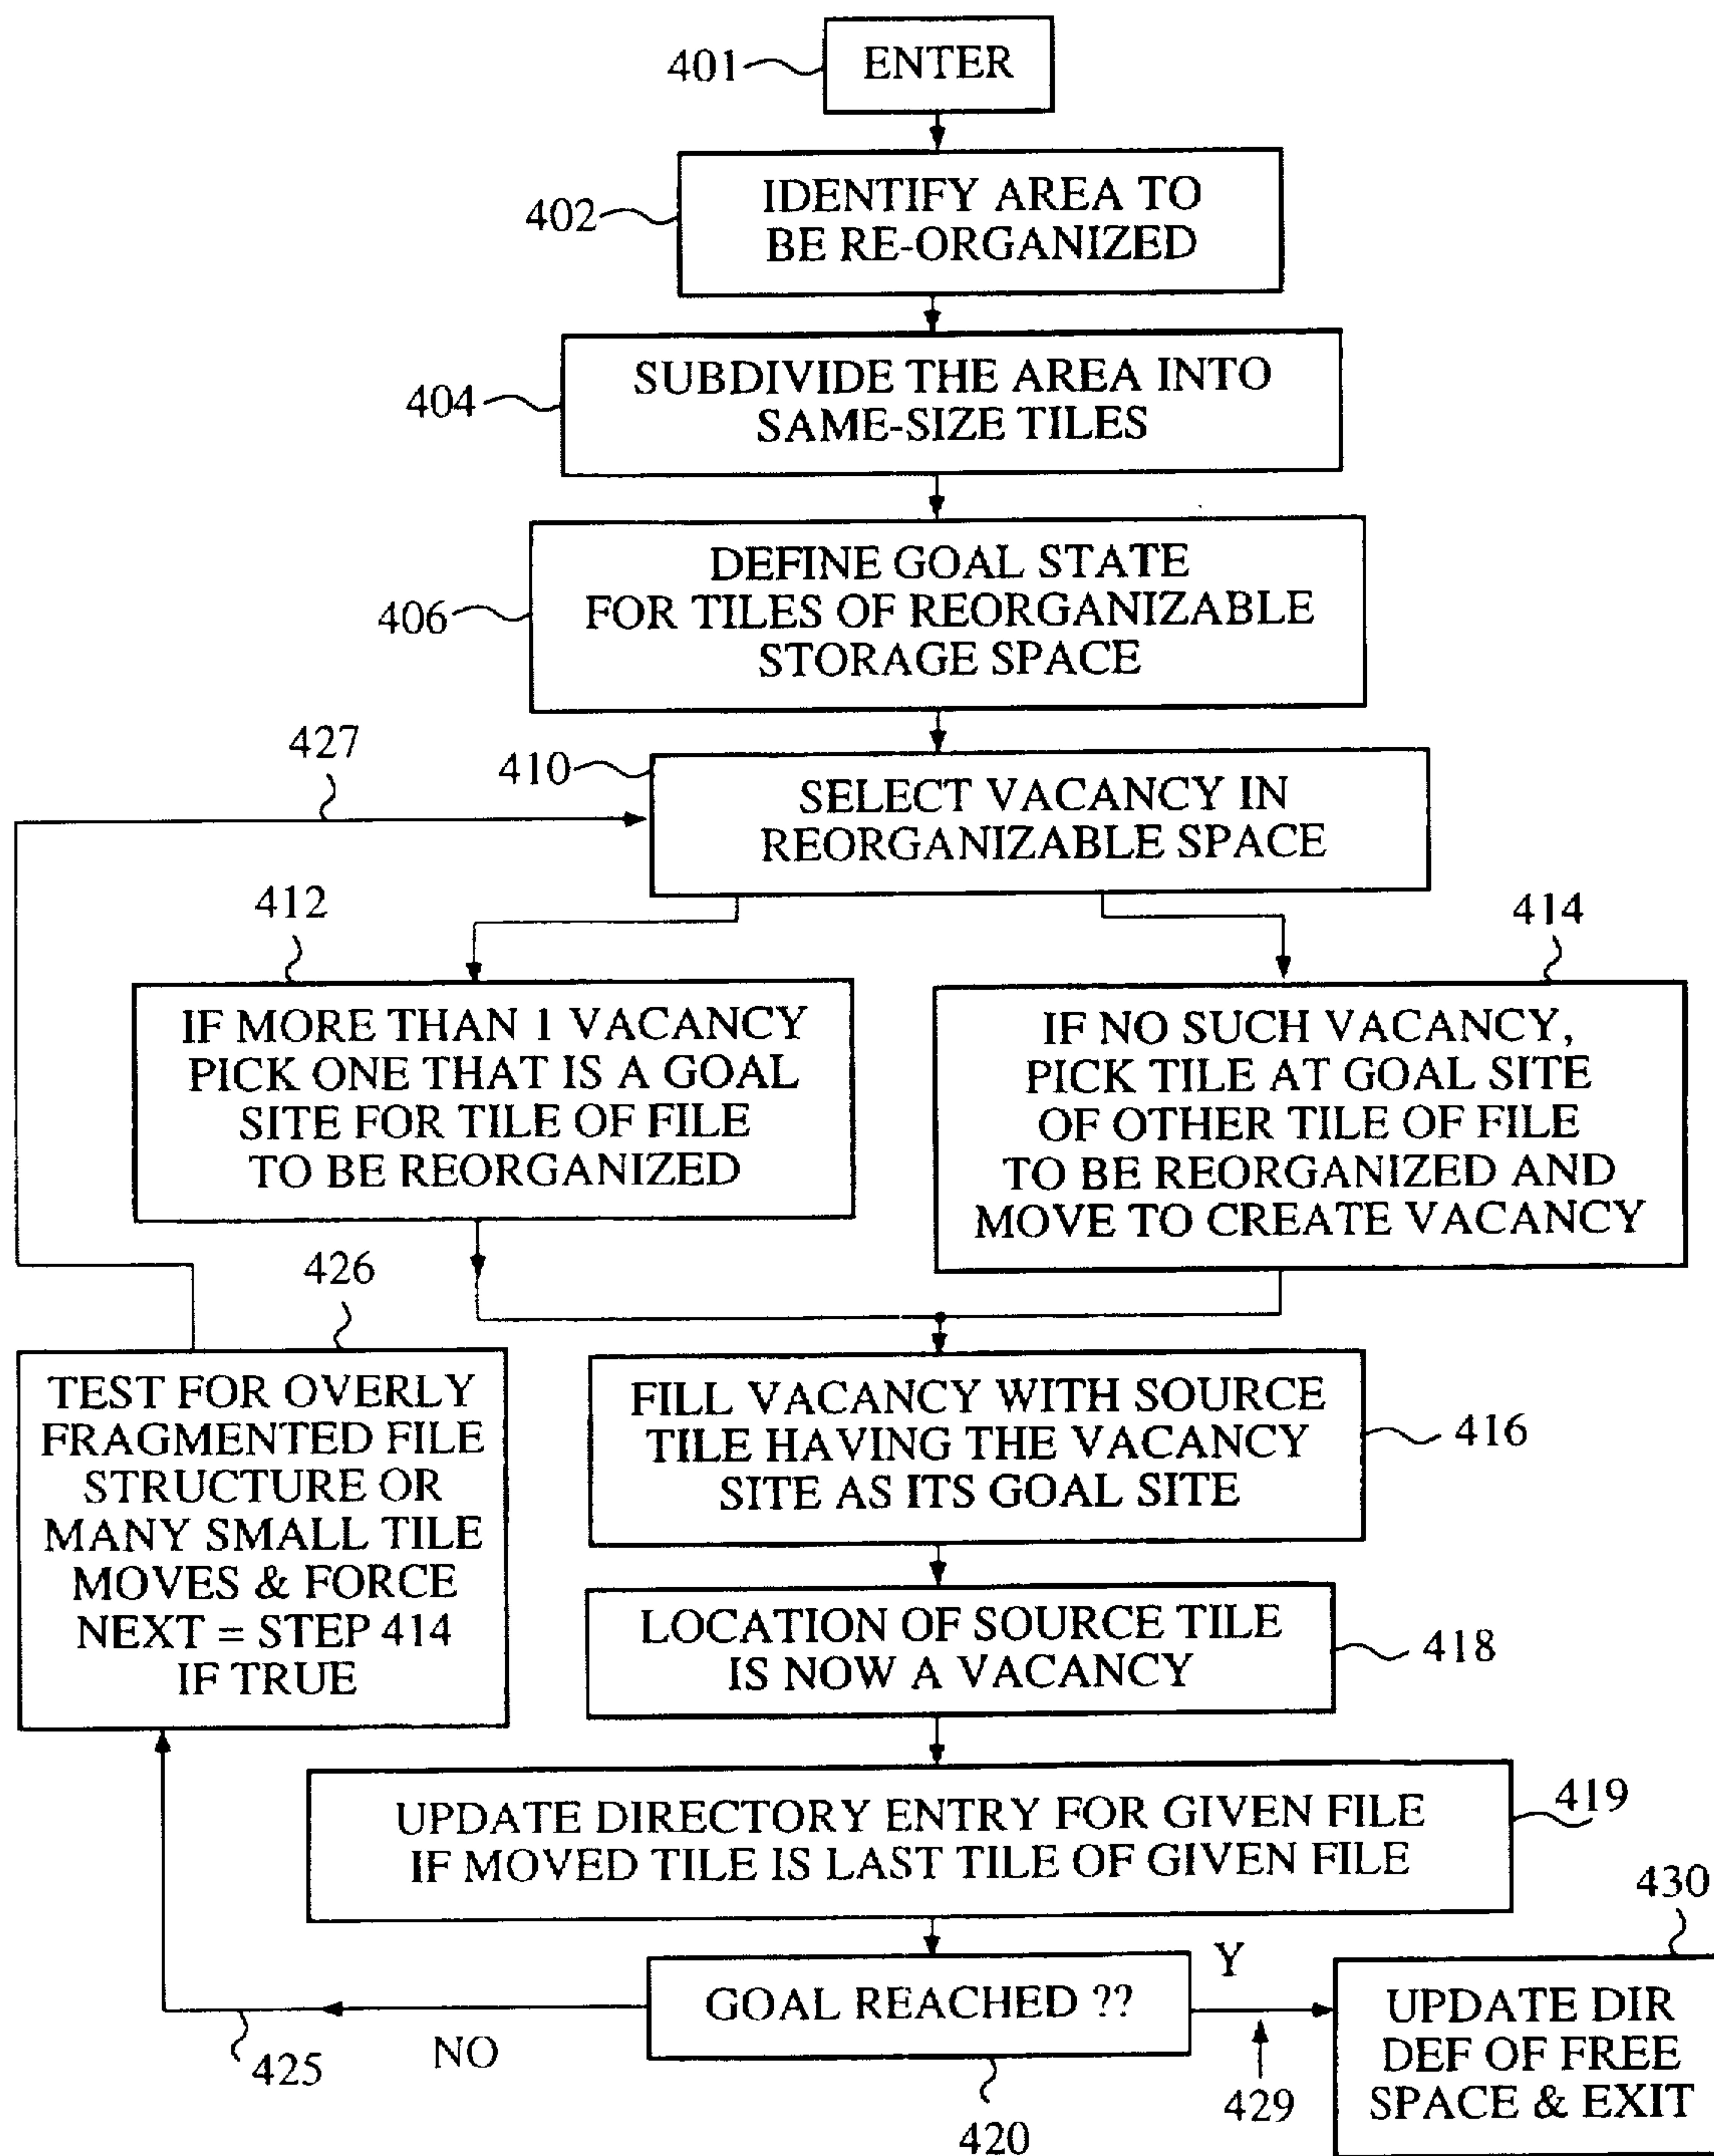 401
ENTER
402
IDENTIFY AREA TO
BE RE-ORGANIZED
404
SUBDIVIDE THE AREA INTO
SAME-SIZE TILES
406
DEFINE GOAL STATE
FOR TILES OF REORGANIZABLE
STORAGE SPACE
427
410
SELECT VACANCY IN
REORGANIZABLE SPACE
412
IF MORE THAN 1 VACANCY
PICK ONE THAT IS A GOAL
SITE FOR TILE OF FILE
TO BE REORGANIZED
414
IF NO SUCH VACANCY,
PICK TILE AT GOAL SITE
OF OTHER TILE OF FILE
TO BE REORGANIZED AND
MOVE TO CREATE VACANCY
426
TEST FOR OVERLY
FRAGMENTED FILE
STRUCTURE OR
MANY SMALL TILE
MOVES & FORCE
NEXT = STEP 414
IF TRUE
FILL VACANCY WITH SOURCE
TILE HAVING THE VACANCY
SITE AS ITS GOAL SITE
416
LOCATION OF SOURCE TILE
IS NOW A VACANCY
418
UPDATE DIRECTORY ENTRY FOR GIVEN FILE
IF MOVED TILE IS LAST TILE OF GIVEN FILE
419
GOAL REACHED ??
420
425
NO
Y
429
430
UPDATE DIR
DEF OF FREE
SPACE & EXIT